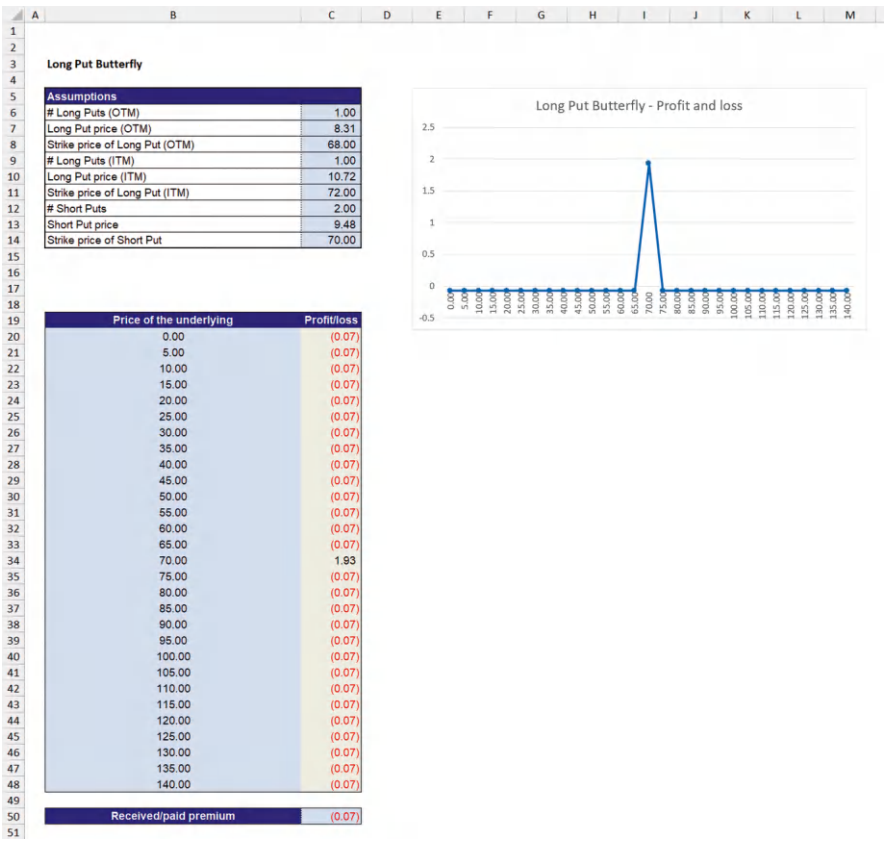 A B C D E F G H I J K L M
1
2
3 Long Put Butterfly
4
5 Assumptions
6 # Long Puts (OTM) 1.00
7 Long Put price (OTM) 8.31
8 Strike price of Long Put (OTM) 68.00
9 # Long Puts (ITM) 1.00
10 Long Put price (ITM) 10.72
11 Strike price of Long Put (ITM) 72.00
12 # Short Puts 2.00
13 Short Put price 9.48
14 Strike price of Short Put 70.00
15
16
17
18
19 Price of the underlying Profit/loss
20 0.00 (0.07)
21 5.00 (0.07)
22 10.00 (0.07)
23 15.00 (0.07)
24 20.00 (0.07)
25 25.00 (0.07)
26 30.00 (0.07)
27 35.00 (0.07)
28 40.00 (0.07)
29 45.00 (0.07)
30 50.00 (0.07)
31 55.00 (0.07)
32 60.00 (0.07)
33 65.00 (0.07)
34 70.00 1.93
35 75.00 (0.07)
36 80.00 (0.07)
37 85.00 (0.07)
38 90.00 (0.07)
39 95.00 (0.07)
40 100.00 (0.07)
41 105.00 (0.07)
42 110.00 (0.07)
43 115.00 (0.07)
44 120.00 (0.07)
45 125.00 (0.07)
46 130.00 (0.07)
47 135.00 (0.07)
48 140.00 (0.07)
49
50 Received/paid premium (0.07)
51
Long Put Butterfly - Profit and loss
2.5
2
1.5
1
0.5
0
-0.5
0.00 5.00 10.00 15.00 20.00 25.00 30.00 35.00 40.00 45.00 50.00 55.00 60.00 65.00 70.00 75.00 80.00 85.00 90.00 95.00 100.00 105.00 110.00 115.00 120.00 125.00 130.00 135.00 140.00